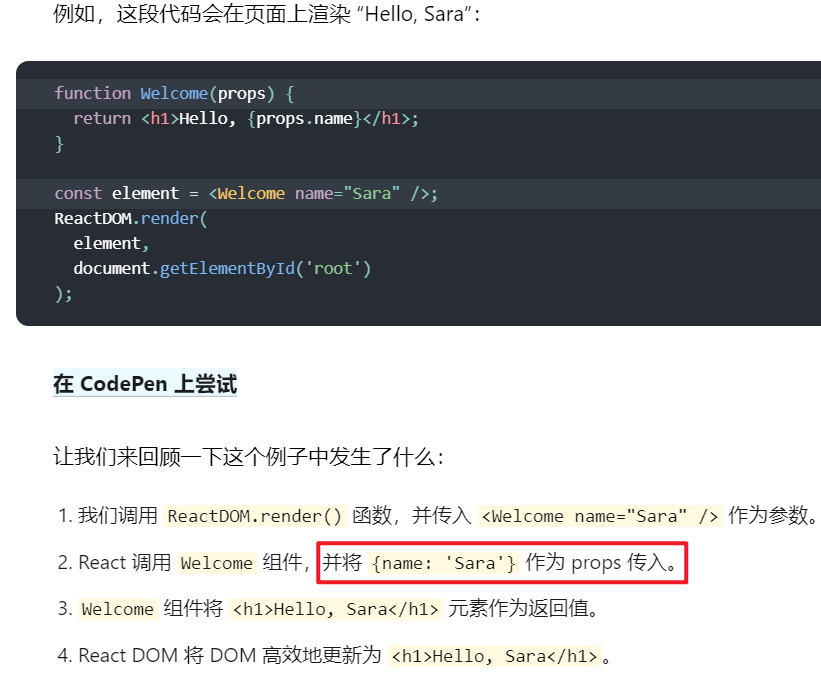 例如，这段代码会在页面上渲染 “Hello, Sara”：
function Welcome(props) {
  return <h1>Hello, {props.name}</h1>;
}
const element = <Welcome name="Sara" />;
ReactDOM.render(
  element,
  document.getElementById('root')
);
在 CodePen 上尝试
让我们来回顾一下这个例子中发生了什么：
1. 我们调用 ReactDOM.render() 函数，并传入 <Welcome name="Sara" /> 作为参数。
2. React 调用 Welcome 组件，并将 {name: 'Sara'} 作为 props 传入。
3. Welcome 组件将 <h1>Hello, Sara</h1> 元素作为返回值。
4. React DOM 将 DOM 高效地更新为 <h1>Hello, Sara</h1>。